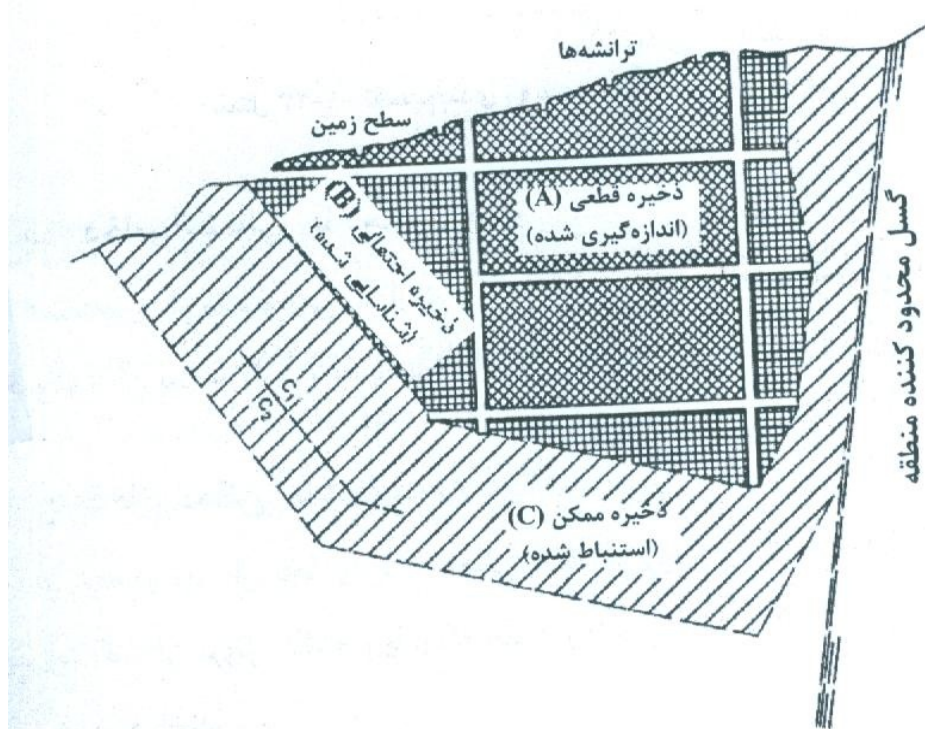 ترانشه‌ها
سطح زمین
ذخیره قطعی (A)
(اندازه‌گیری شده)
ذخیره احتمالی (B)
(شناسایی شده)
گسل محدود کننده منطقه
C₁
C₂
ذخیره ممکن (C)
(استنباط شده)